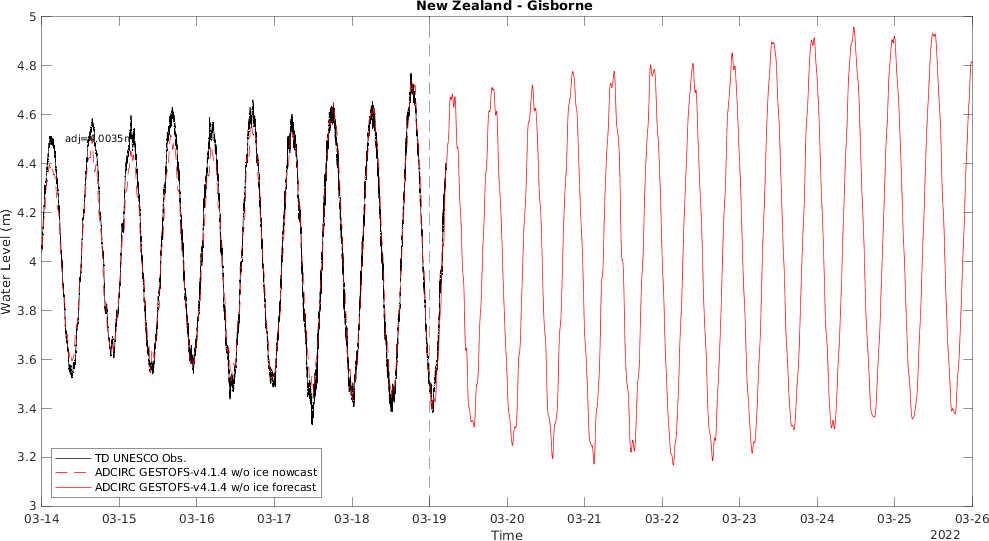 New Zealand - Gisborne
5
4.8
4.6
4.4
4.2
4
3.8
3.6
3.4
3.2
3
Water Level (m)
TD UNESCO Obs.
ADCIRC GESTOFS-v4.1.4 w/o ice nowcast
ADCIRC GESTOFS-v4.1.4 w/o ice forecast
03-14 03-15 03-16 03-17 03-18 03-19 03-20 03-21 03-22 03-23 03-24 03-25 03-26
Time
2022